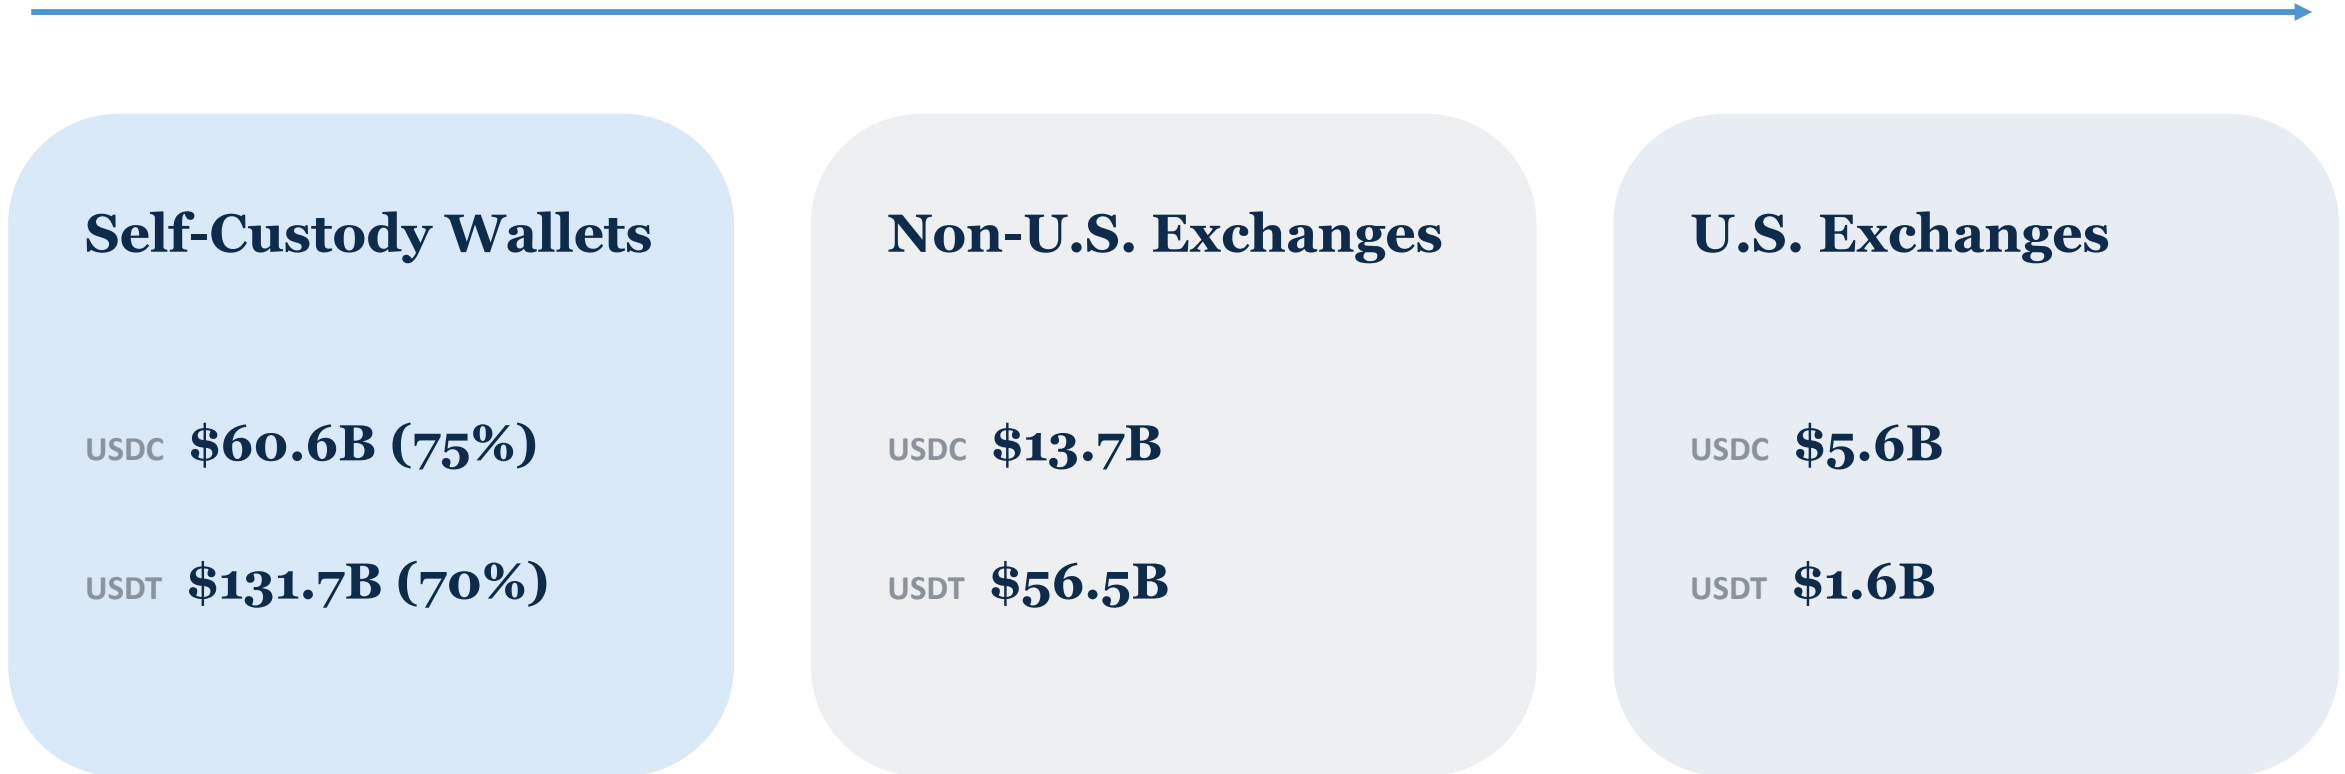 Self-Custody Wallets
USDC $60.6B (75%)
USDT $131.7B (70%)
Non-U.S. Exchanges
USDC $13.7B
USDT $56.5B
U.S. Exchanges
USDC $5.6B
USDT $1.6B